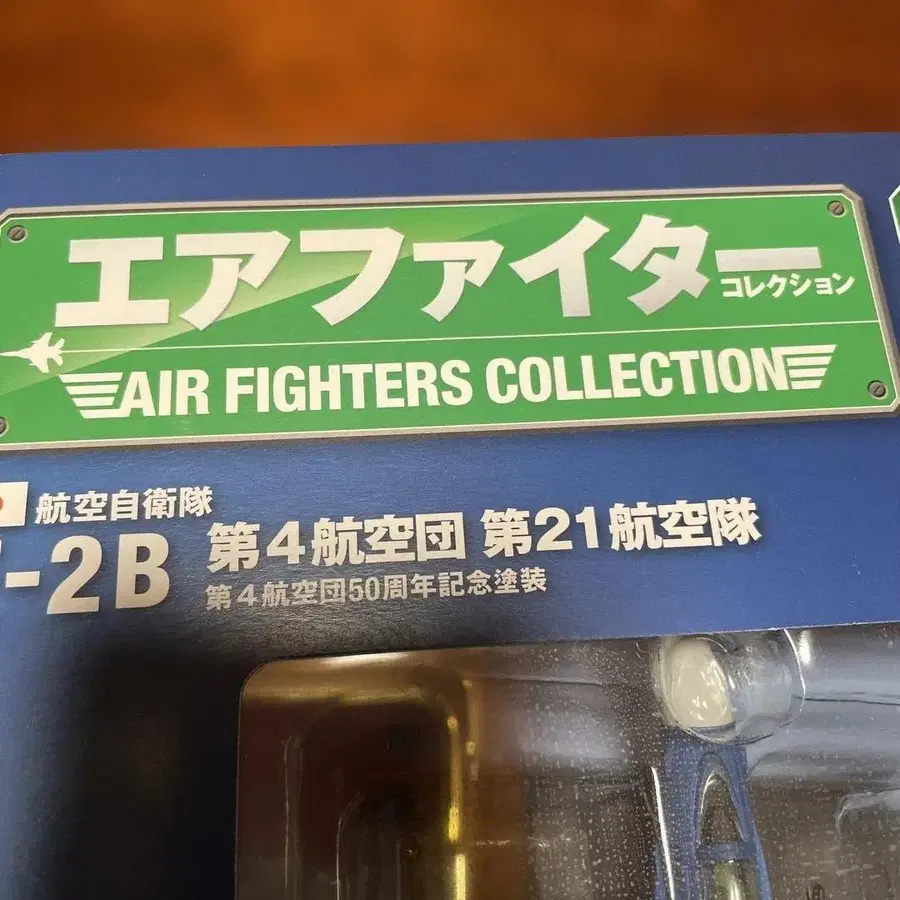 エアファイター
コレクション
AIR FIGHTERS COLLECTION
航空自衛隊
-2B
第4航空団 第21航空隊
第4航空団50周年記念塗装